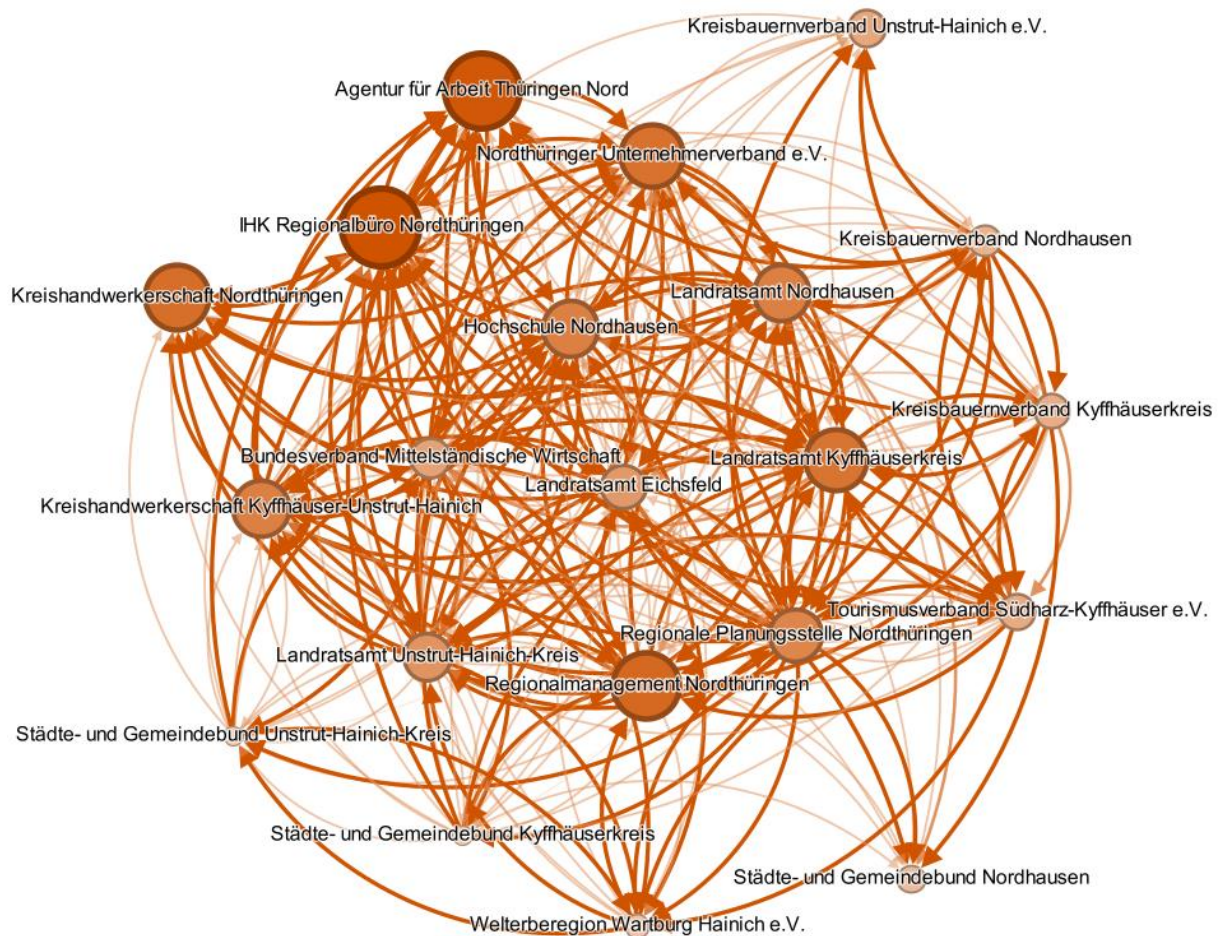 Kreisbauernverband Unstrut-Hainich e.V.
Agentur für Arbeit Thüringen Nord
Nordthüringer Unternehmerverband e.V.
IHK Regionalbüro Nordthüringen
Kreisbauernverband Nordhausen
Kreishandwerkerschaft Nordthüringen
Landratsamt Nordhausen
Hochschule Nordhausen
Kreisbauernverband Kyffhäuserkreis
Bundesverband Mittelständische Wirtschaft
Landratsamt Kyffhäuserkreis
Landratsamt Eichsfeld
Kreishandwerkerschaft Kyffhäuser-Unstrut-Hainich
Tourismusverband Südharz-Kyffhäuser e.V.
Regionale Planungsstelle Nordthüringen
Landratsamt Unstrut-Hainich-Kreis
Regionalmanagement Nordthüringen
Städte- und Gemeindebund Unstrut-Hainich-Kreis
Städte- und Gemeindebund Kyffhäuserkreis
Städte- und Gemeindebund Nordhausen
Welterberegion Wartburg Hainich e.V.